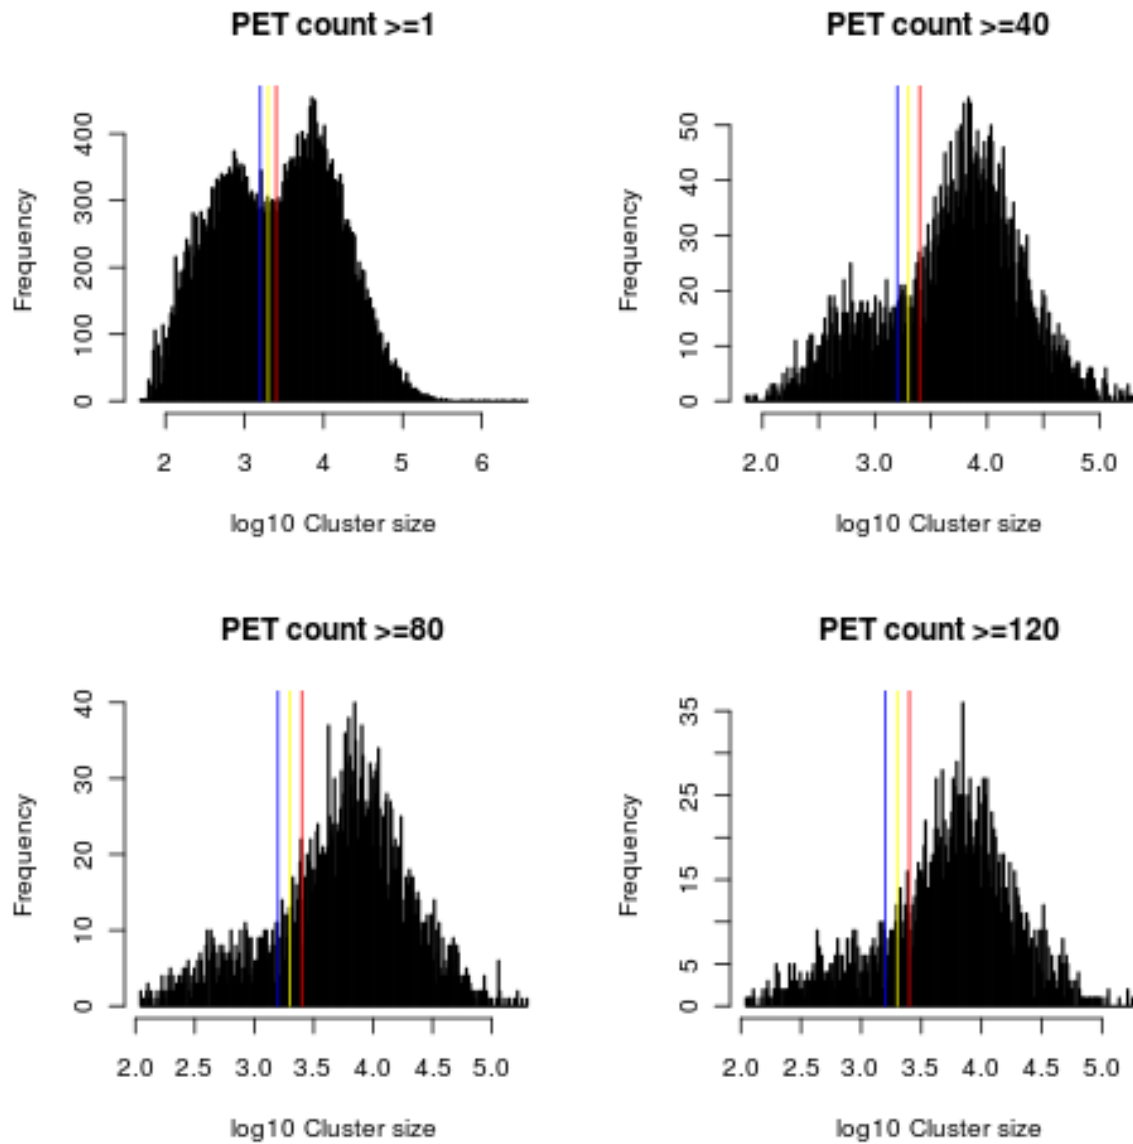 PET count >=1
Frequency
0 100 200 300 400
2 3 4 5 6
log10 Cluster size
PET count >=40
Frequency
0 10 20 30 40 50
2.0 3.0 4.0 5.0
log10 Cluster size
PET count >=80
Frequency
0 10 20 30 40
2.0 2.5 3.0 3.5 4.0 4.5 5.0
log10 Cluster size
PET count >=120
Frequency
0 5 15 25 35
2.0 2.5 3.0 3.5 4.0 4.5 5.0
log10 Cluster size